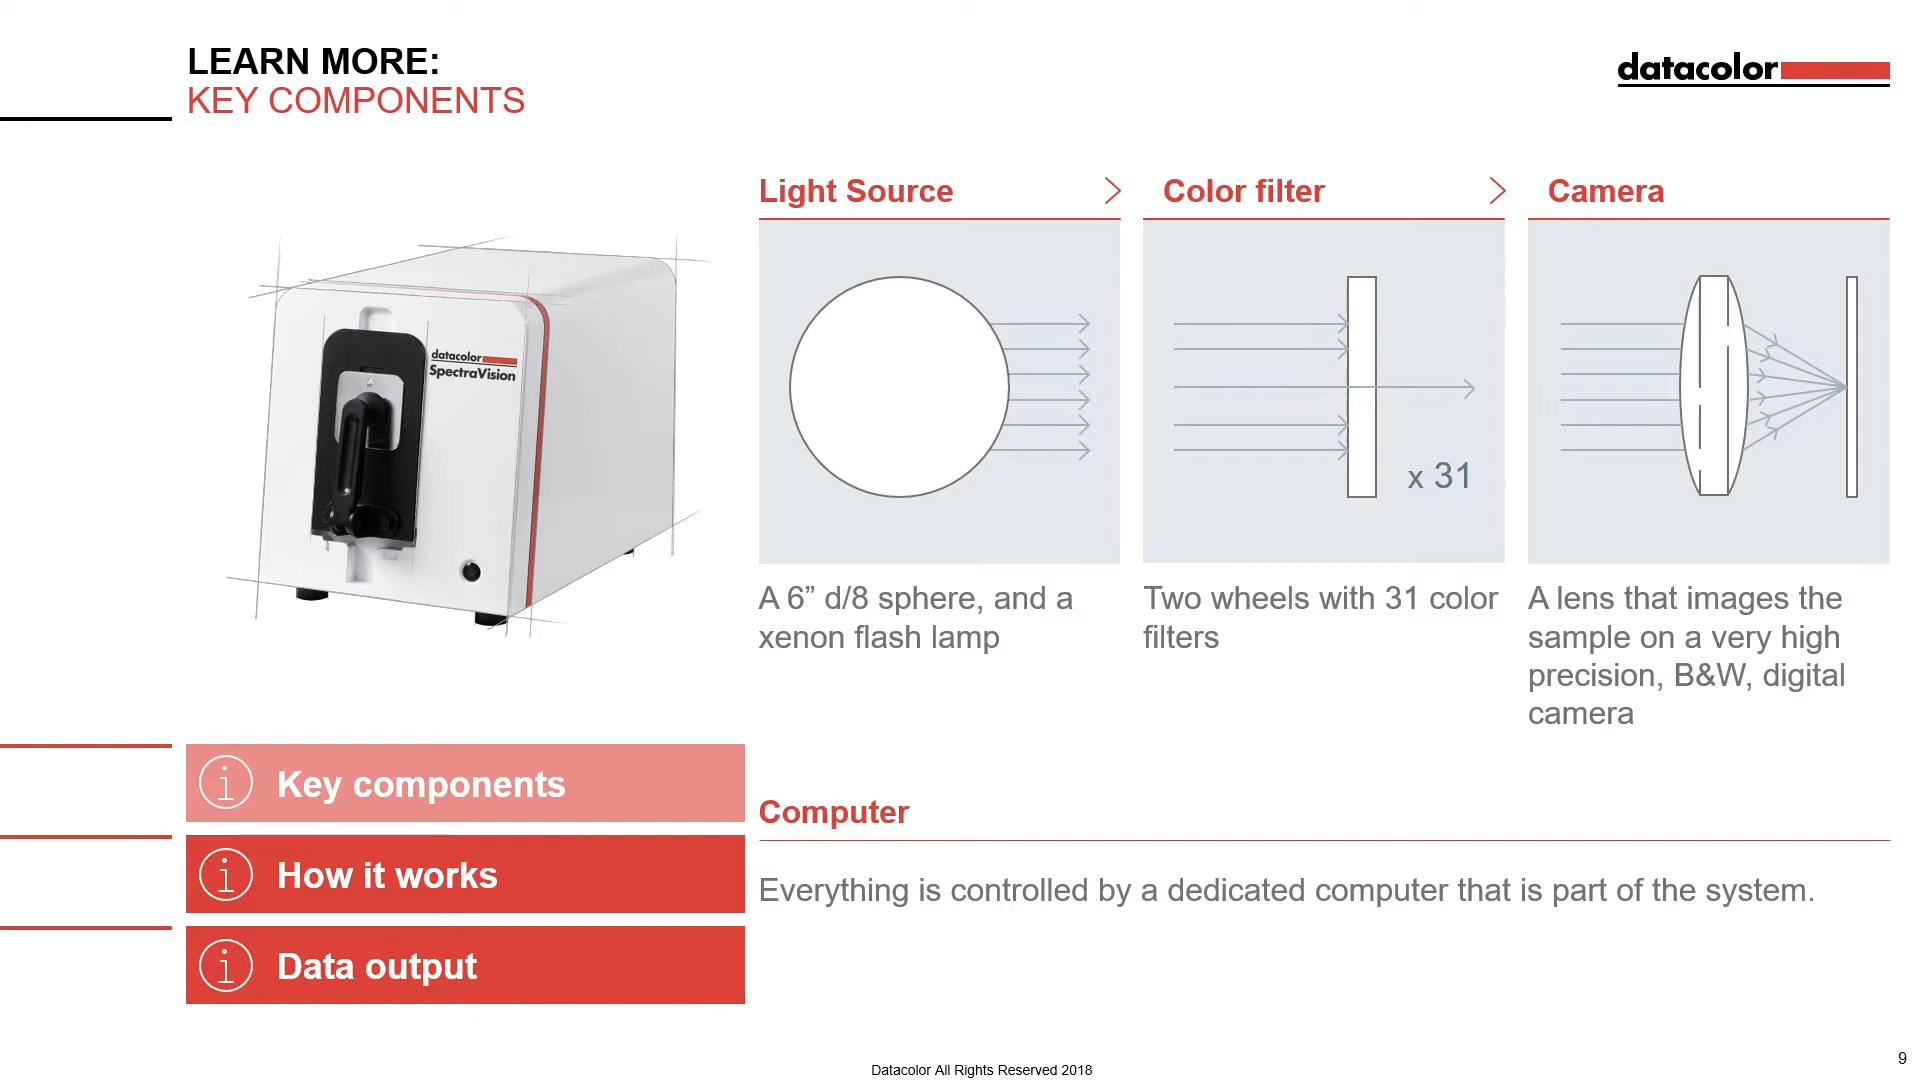 LEARN MORE:
KEY COMPONENTS
datacolor
datacolor
SpectraVision
Light Source
Color filter
Camera
x 31
A 6” d/8 sphere, and a
xenon flash lamp
Two wheels with 31 color
filters
A lens that images the
sample on a very high
precision, B&W, digital
camera
Key components
How it works
Data output
Computer
Everything is controlled by a dedicated computer that is part of the system.
Datacolor All Rights Reserved 2018
9